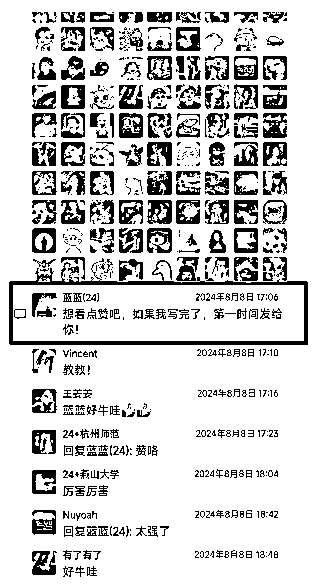 蓝蓝(24) 2024年8月8日 17:06
想看点赞吧，如果我写完了，第一时间发给
你！
Vincent 2024年8月8日 17:10
教教！
王姜姜 2024年8月8日 17:16
蓝蓝好牛哇👍👍
24*杭州师范 2024年8月8日 17:23
回复蓝蓝(24): 赞咯
24*燕山大学 2024年8月8日 18:04
厉害厉害
Nuyoah 2024年8月8日 18:42
回复蓝蓝(24): 太强了
有了有了 2024年8月8日 18:48
好牛哇